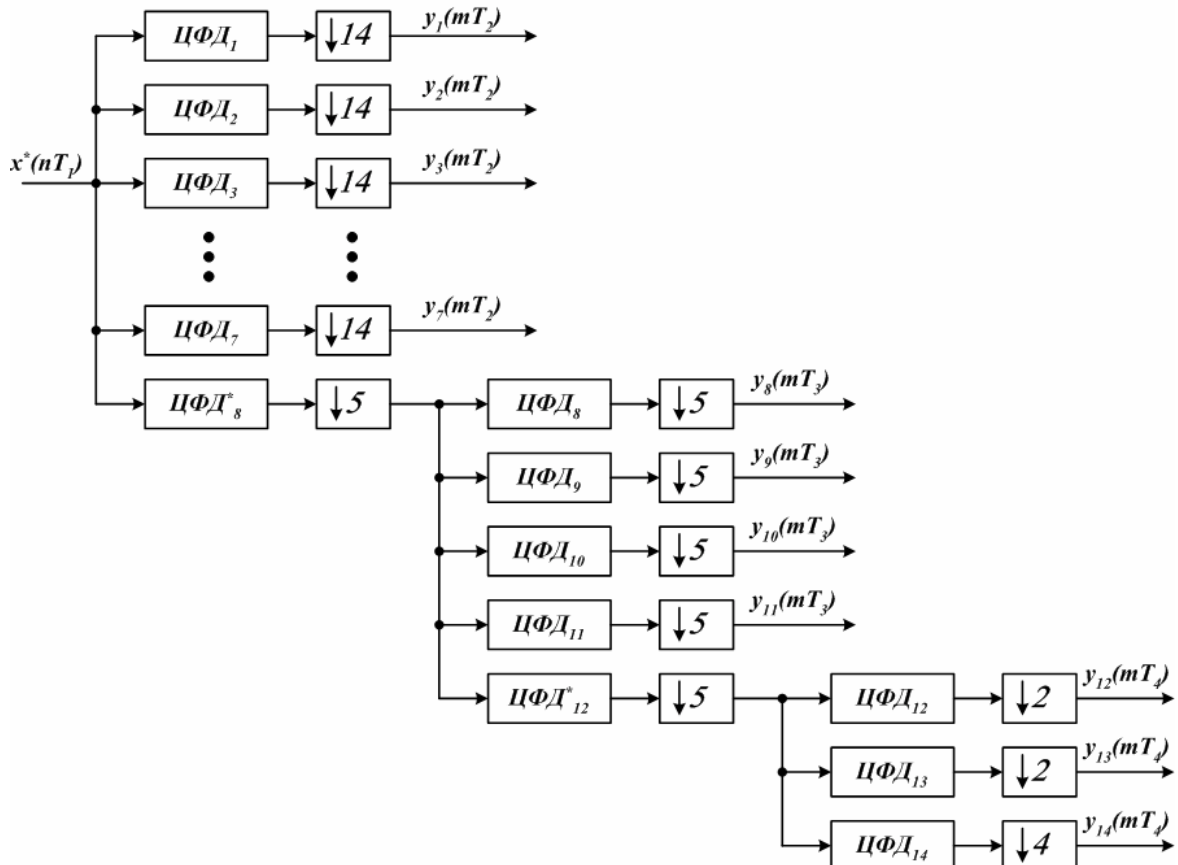 ЦФД₁ ↓14 y₁(mT₂)
ЦФД₂ ↓14 y₂(mT₂)
x*(nT₁) ЦФД₃ ↓14 y₃(mT₂)
ЦФД₇ ↓14 y₇(mT₂)
ЦФД*₈ ↓5 ЦФД₈ ↓5 y₈(mT₃)
ЦФД₉ ↓5 y₉(mT₃)
ЦФД₁₀ ↓5 y₁₀(mT₃)
ЦФД₁₁ ↓5 y₁₁(mT₃)
ЦФД*₁₂ ↓5 ЦФД₁₂ ↓2 y₁₂(mT₄)
ЦФД₁₃ ↓2 y₁₃(mT₄)
ЦФД₁₄ ↓4 y₁₄(mT₄)